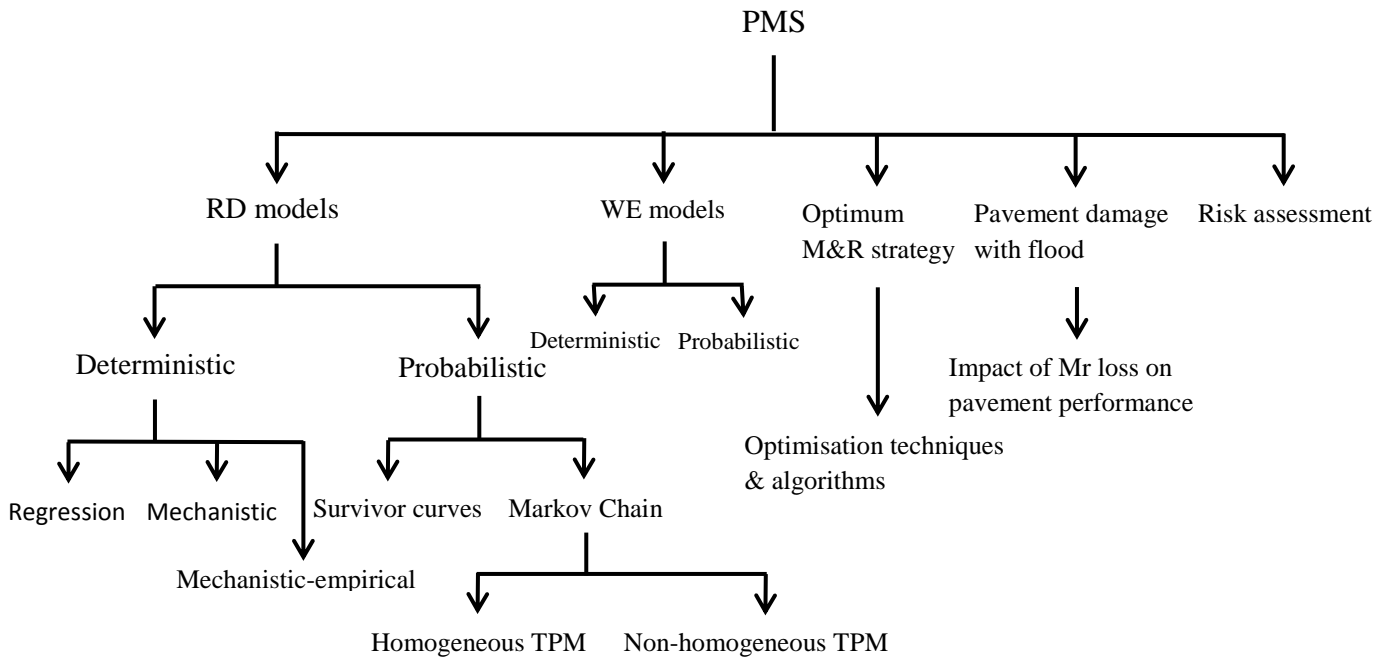 PMS
RD models
WE models
Optimum
M&R strategy
Pavement damage
with flood
Risk assessment
Deterministic
Probabilistic
Deterministic
Probabilistic
Impact of Mr loss on
pavement performance
Optimisation techniques
& algorithms
Regression
Mechanistic
Mechanistic-empirical
Survivor curves
Markov Chain
Homogeneous TPM
Non-homogeneous TPM